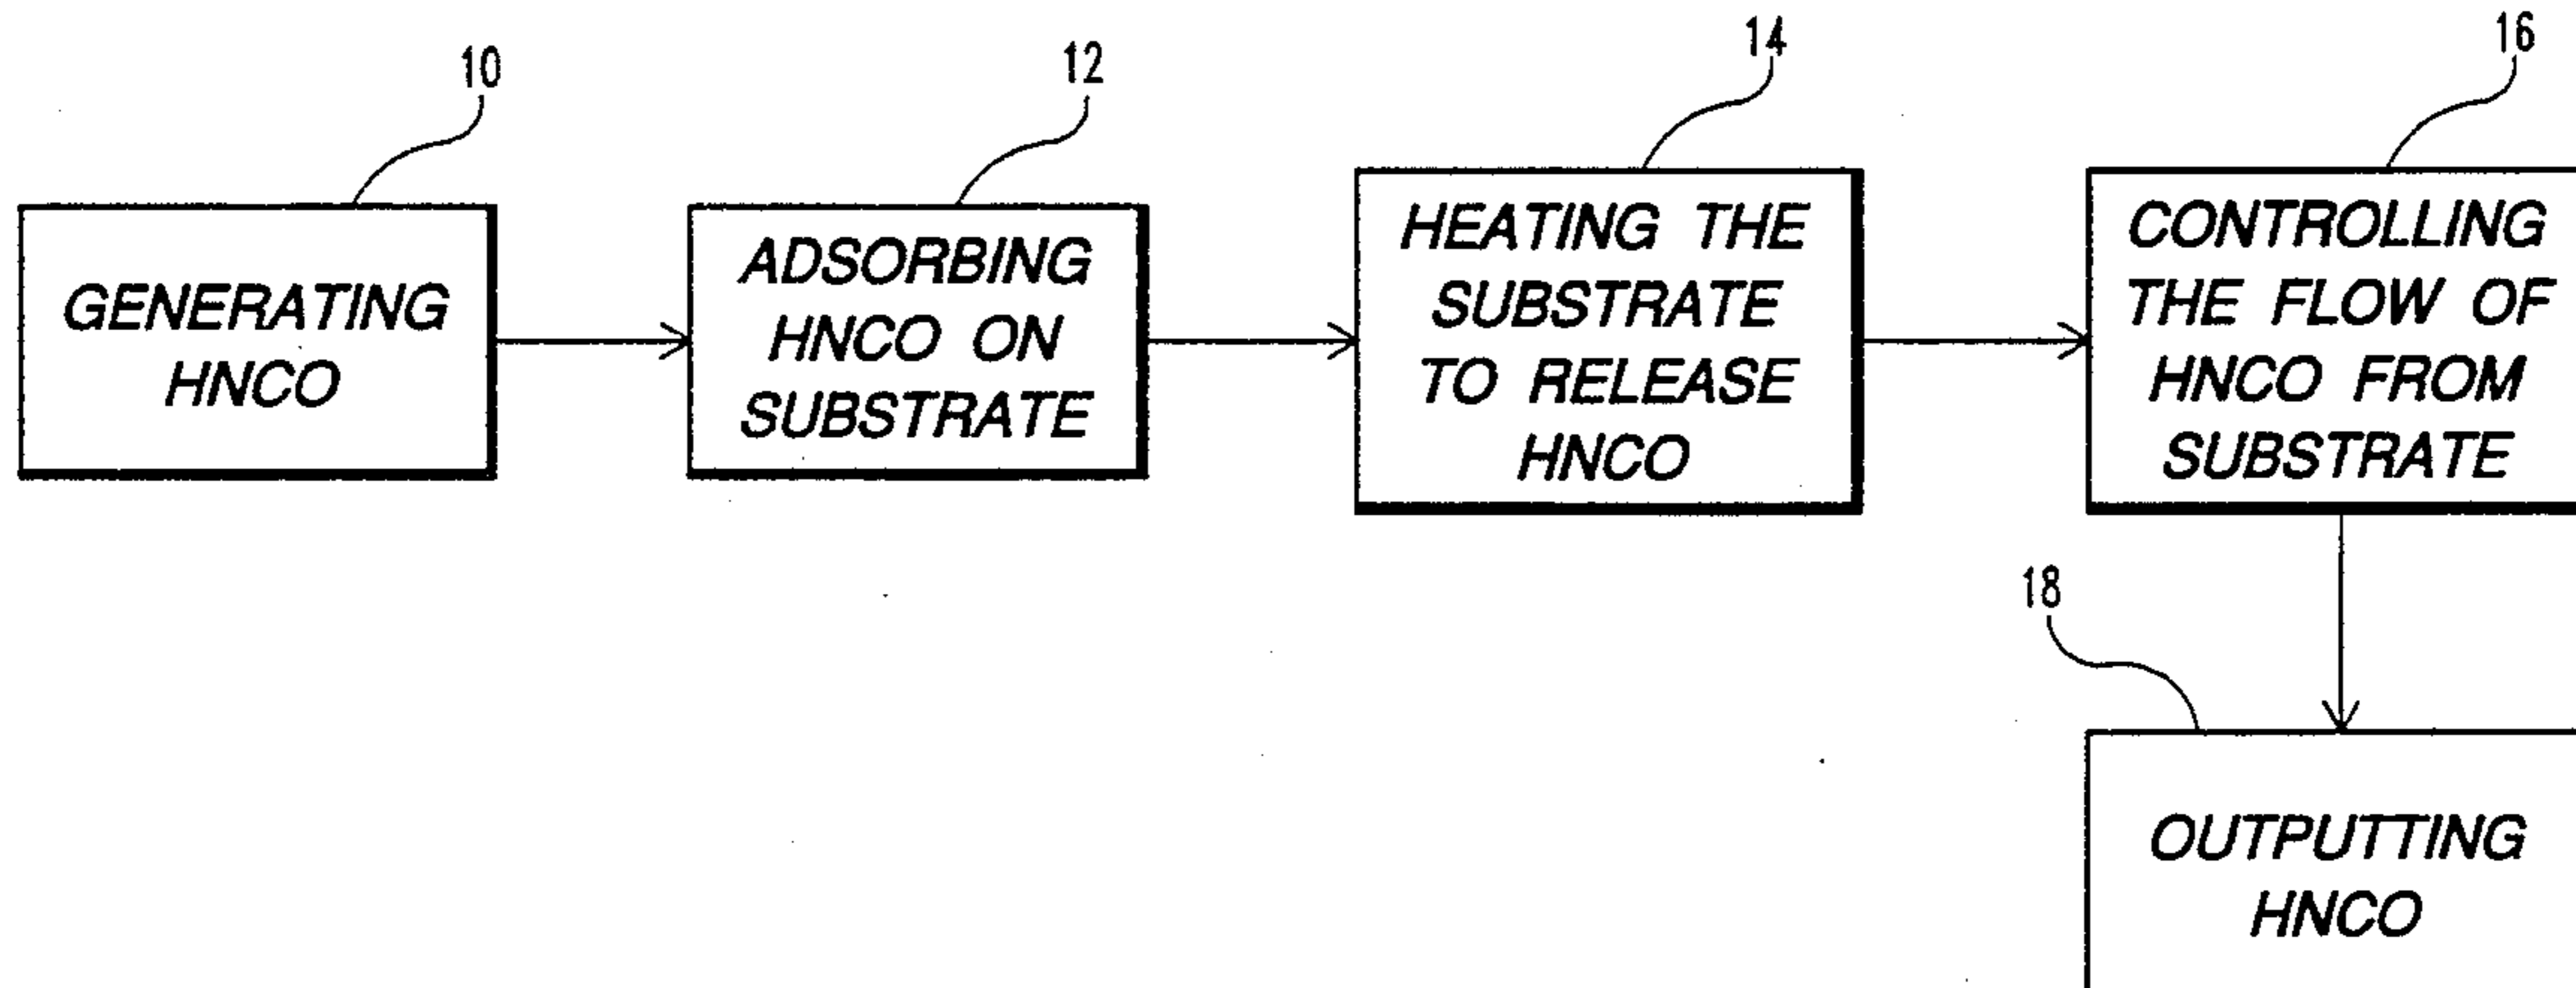 10
GENERATING
HNCO
12
ADSORBING
HNCO ON
SUBSTRATE
14
HEATING THE
SUBSTRATE
TO RELEASE
HNCO
16
CONTROLLING
THE FLOW OF
HNCO FROM
SUBSTRATE
18
OUTPUTTING
HNCO